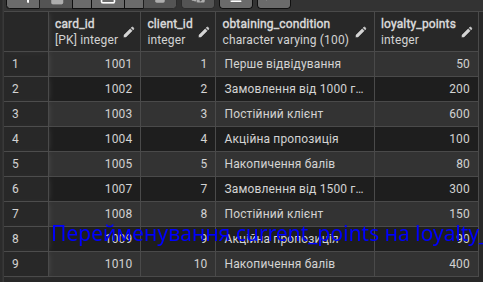 card_id client_id obtaining_condition loyalty_points
[PK] integer integer character varying (100) integer
1 1001 1 Перше відвідування 50
2 1002 2 Замовлення від 1000 г… 200
3 1003 3 Постійний клієнт 600
4 1004 4 Акційна пропозиція 100
5 1005 5 Накопичення балів 80
6 1007 7 Замовлення від 1500 г… 300
7 1008 8 Постійний клієнт 150
Перейменування current_points на loyalty_
8 1009 9 Акційна пропозиція 90
9 1010 10 Накопичення балів 400